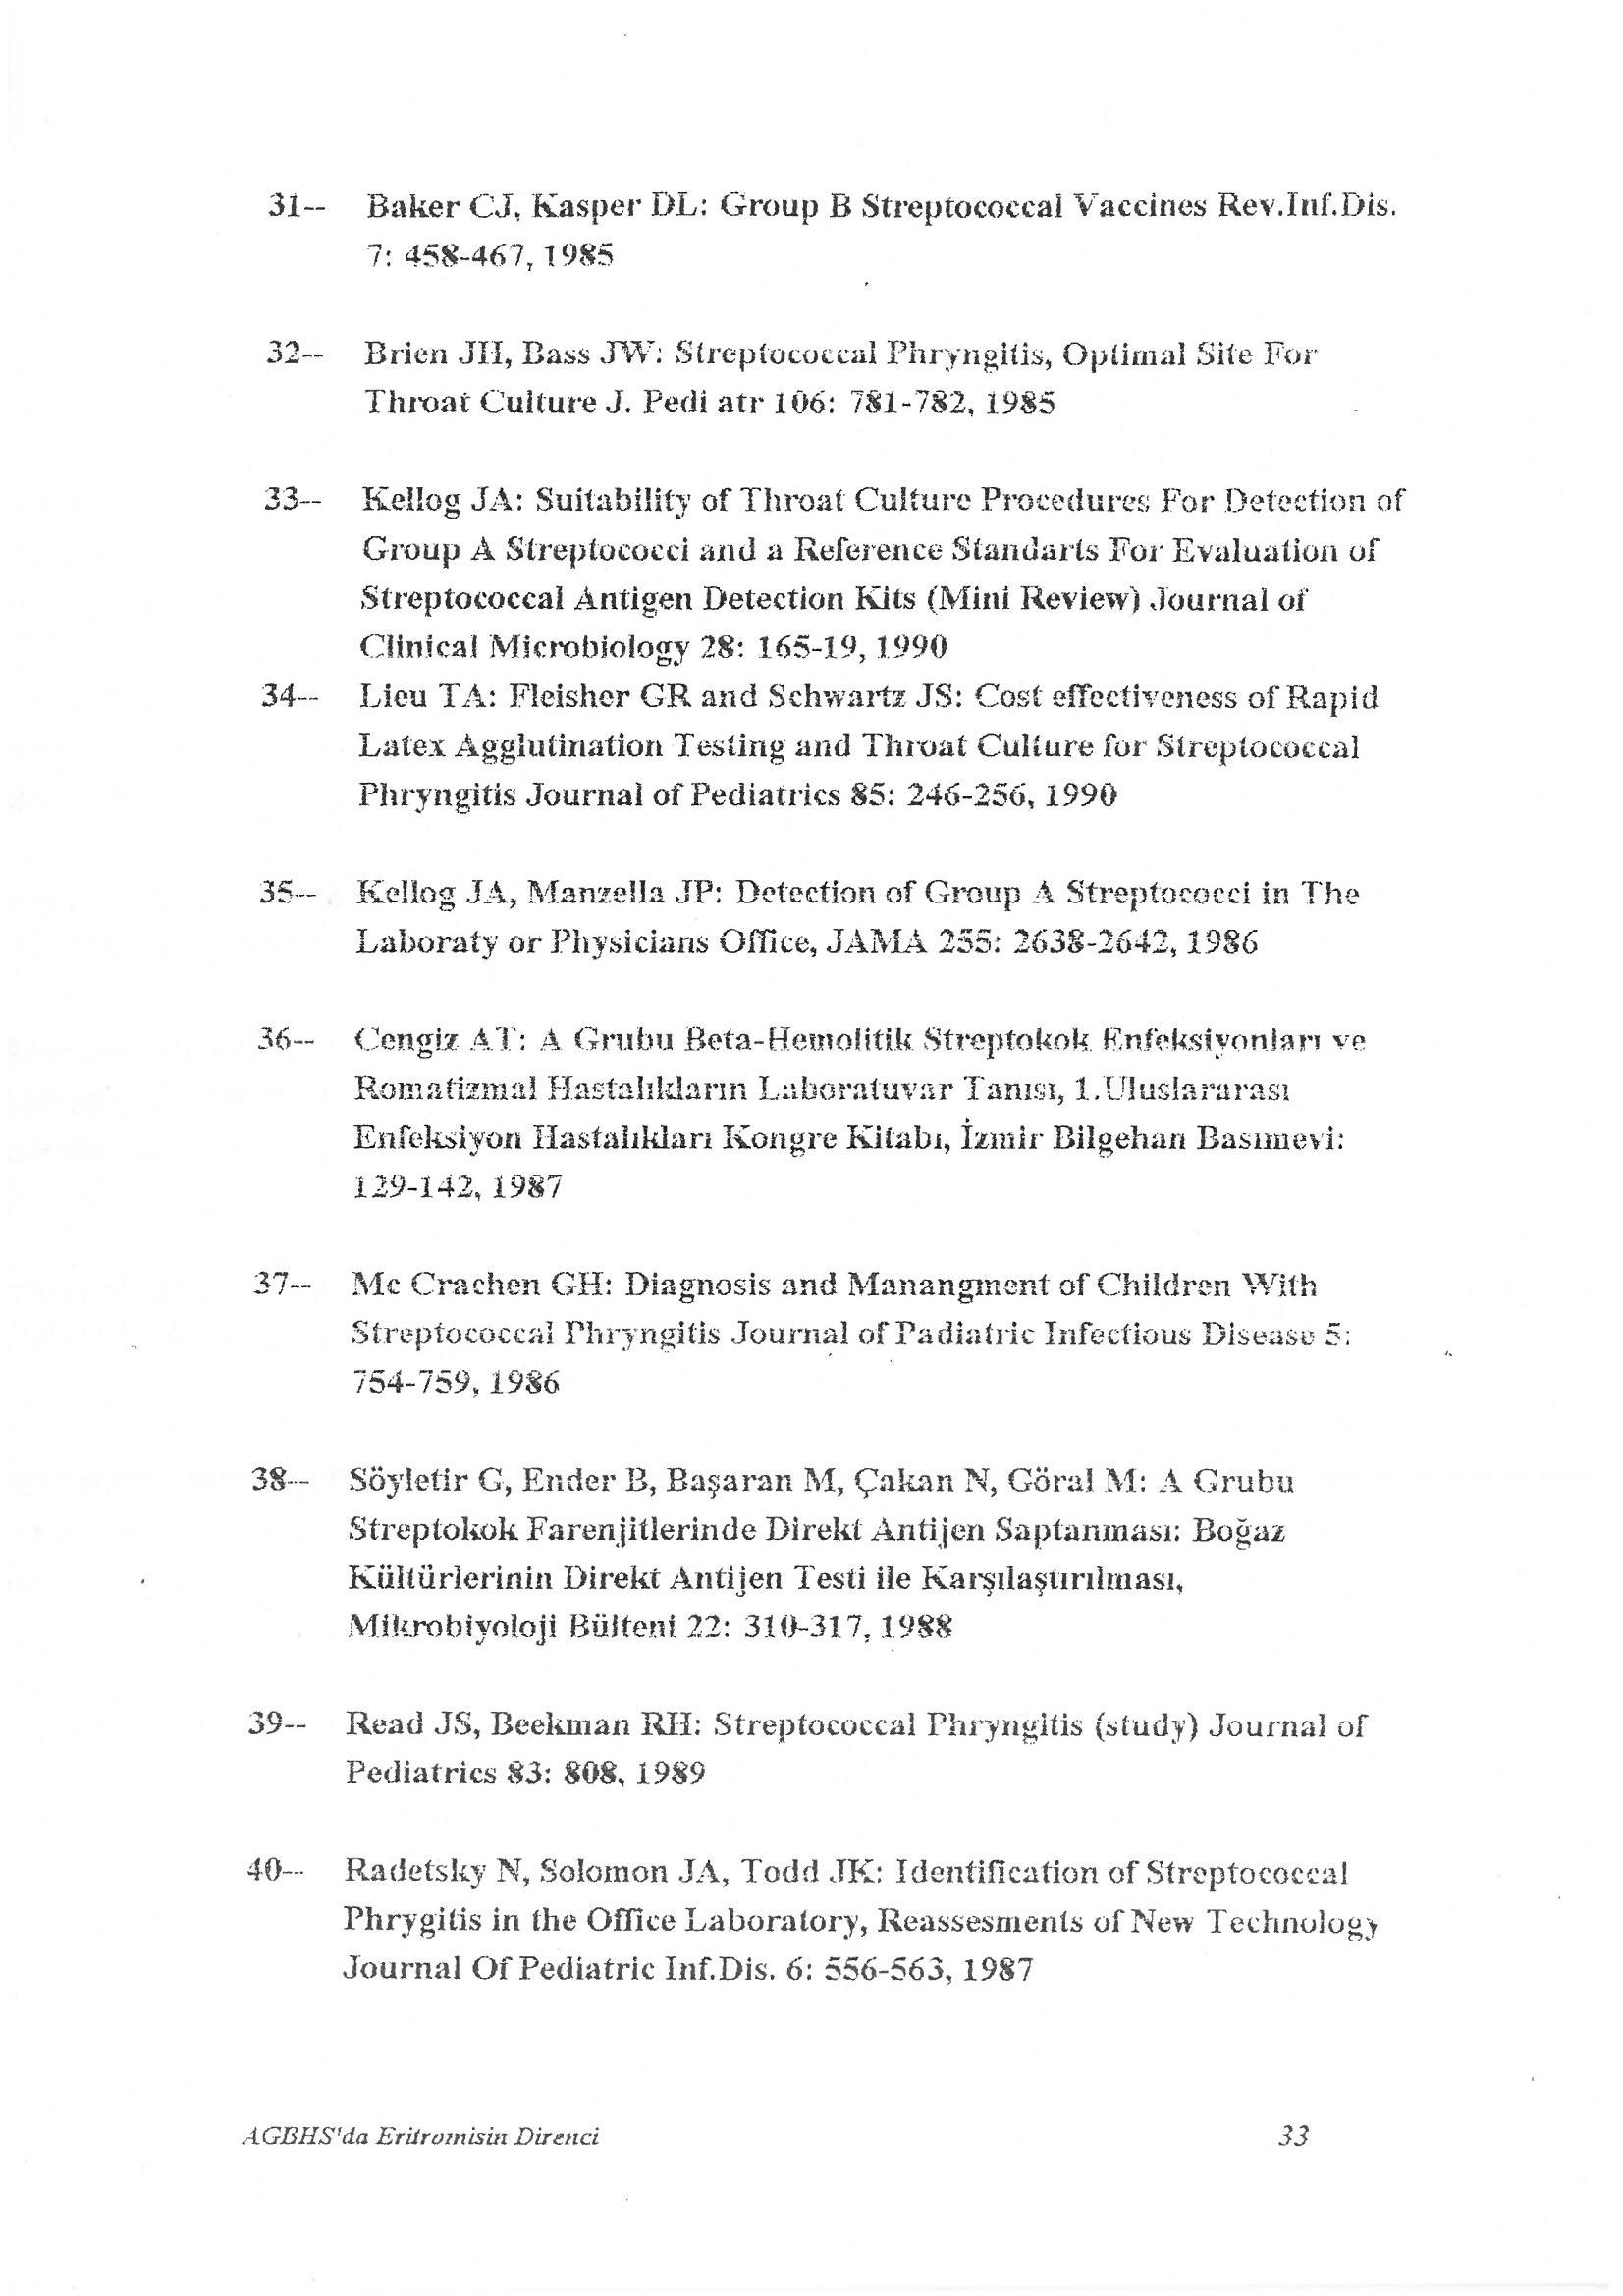 31-- Baker CJ, Kasper DL: Group B Streptococcal Vaccines Rev.Inf.Dis.
7: 458-467, 1985
32-- Brien JH, Bass JW: Streptococcal Phryngitis, Optimal Site For
Throat Culture J. Pedi atr 106: 781-782, 1985
33-- Kellog JA: Suitability of Throat Culture Procedures For Detection of
Group A Streptococci and a Reference Standarts For Evaluation of
Streptococcal Antigen Detection Kits (Mini Review) Journal of
Clinical Microbiology 28: 165-19, 1990
34-- Lieu TA: Fleisher GR and Schwartz JS: Cost effectiveness of Rapid
Latex Agglutination Testing and Throat Culture for Streptococcal
Phryngitis Journal of Pediatrics 85: 246-256, 1990
35-- Kellog JA, Manzella JP: Detection of Group A Streptococci in The
Laboraty or Physicians Office, JAMA 255: 2638-2642, 1986
36-- Cengiz AT: A Grubu Beta-Hemolitik Streptokok Enfeksiyonları ve
Romatizmal Hastalıkların Laboratuvar Tanısı, 1.Uluslararası
Enfeksiyon Hastalıkları Kongre Kitabı, İzmir Bilgehan Basımevi:
129-142, 1987
37-- Mc Crachen GH: Diagnosis and Manangment of Children With
Streptococcal Phryngitis Journal of Padiatric Infectious Disease 5:
754-759, 1986
38-- Söyletir G, Ender B, Başaran M, Çakan N, Göral M: A Grubu
Streptokok Farenjitlerinde Direkt Antijen Saptanması: Boğaz
Kültürlerinin Direkt Antijen Testi ile Karşılaştırılması,
Mikrobiyoloji Bülteni 22: 310-317, 1988
39-- Read JS, Beekman RH: Streptococcal Phryngitis (study) Journal of
Pediatrics 83: 808, 1989
40-- Radetsky N, Solomon JA, Todd JK: Identification of Streptococcal
Phrygitis in the Office Laboratory, Reassesments of New Technology
Journal Of Pediatric Inf.Dis. 6: 556-563, 1987
AGBHS'da Eritromisin Direnci 33